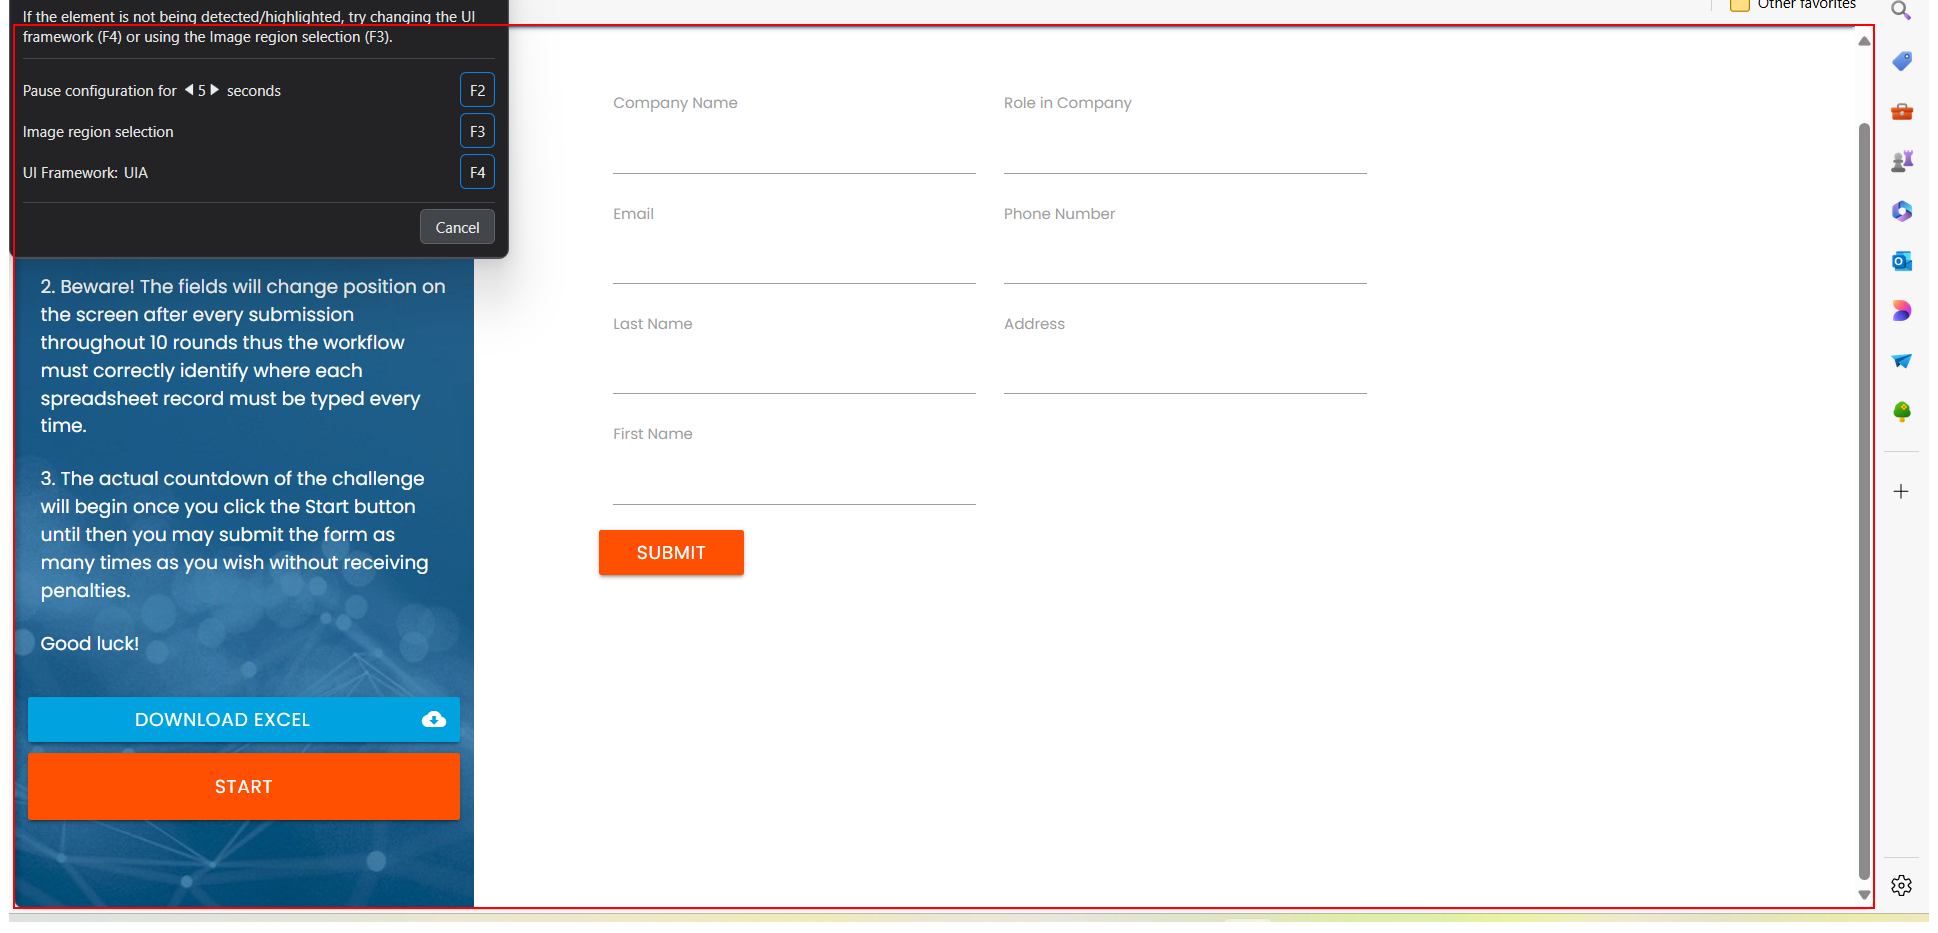 If the element is not being detected/highlighted, try changing the UI
framework (F4) or using the Image region selection (F3).
Pause configuration for 5 seconds F2
Image region selection F3
UI Framework: UIA F4
Cancel
2. Beware! The fields will change position on
the screen after every submission
throughout 10 rounds thus the workflow
must correctly identify where each
spreadsheet record must be typed every
time.
3. The actual countdown of the challenge
will begin once you click the Start button
until then you may submit the form as
many times as you wish without receiving
penalties.
Good luck!
DOWNLOAD EXCEL
START
Other favorites
Company Name Role in Company
Email Phone Number
Last Name Address
First Name
SUBMIT